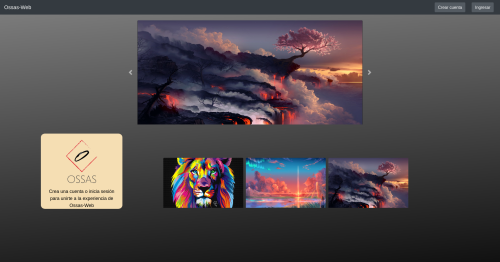 Ossas-Web
Crear cuenta
Ingresar
OSSAS
Crea una cuenta o inicia sesión
para unirte a la experiencia de
Ossas-Web